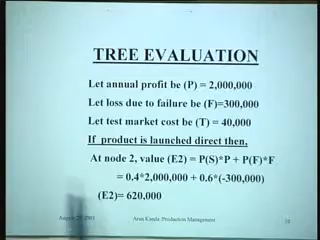 TREE EVALUATION
Let annual profit be (P) = 2,000,000
Let loss due to failure be (F)=300,000
Let test market cost be (T) = 40,000
If product is launched direct then,
At node 2, value (E2) = P(S)*P + P(F)*F
= 0.4*2,000,000 + 0.6*(-300,000)
(E2)= 620,000
Arun Kanda :Production Management